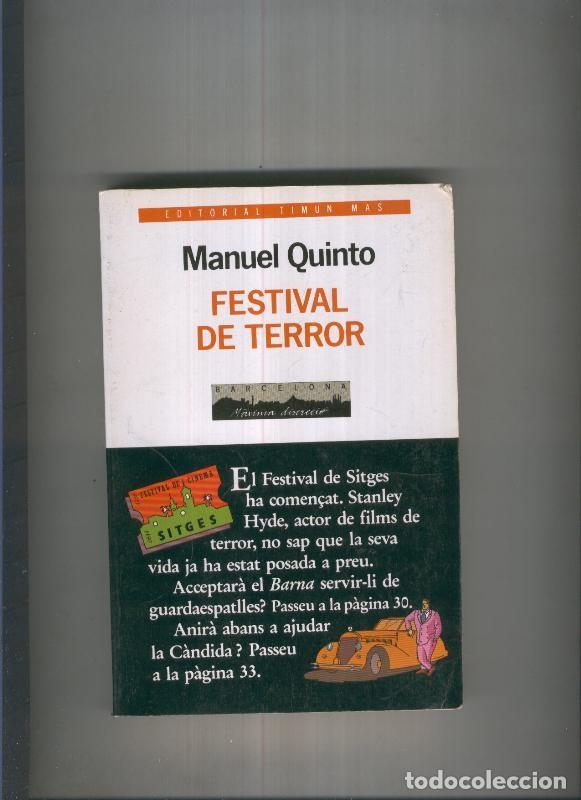 EDITORIAL TIMUN MAS
Manuel Quinto
FESTIVAL
DE TERROR
BARCELONA
Màxima discreció
FESTIVAL DE CINEMA
SITGES
El Festival de Sitges
ha començat. Stanley
Hyde, actor de films de
terror, no sap que la seva
vida ja ha estat posada a preu.
Acceptarà el Barna servir-li de
guardaespatlles? Passeu a la pàgina 30.
Anirà abans a ajudar
la Càndida? Passeu
a la pàgina 33.
todocoleccion